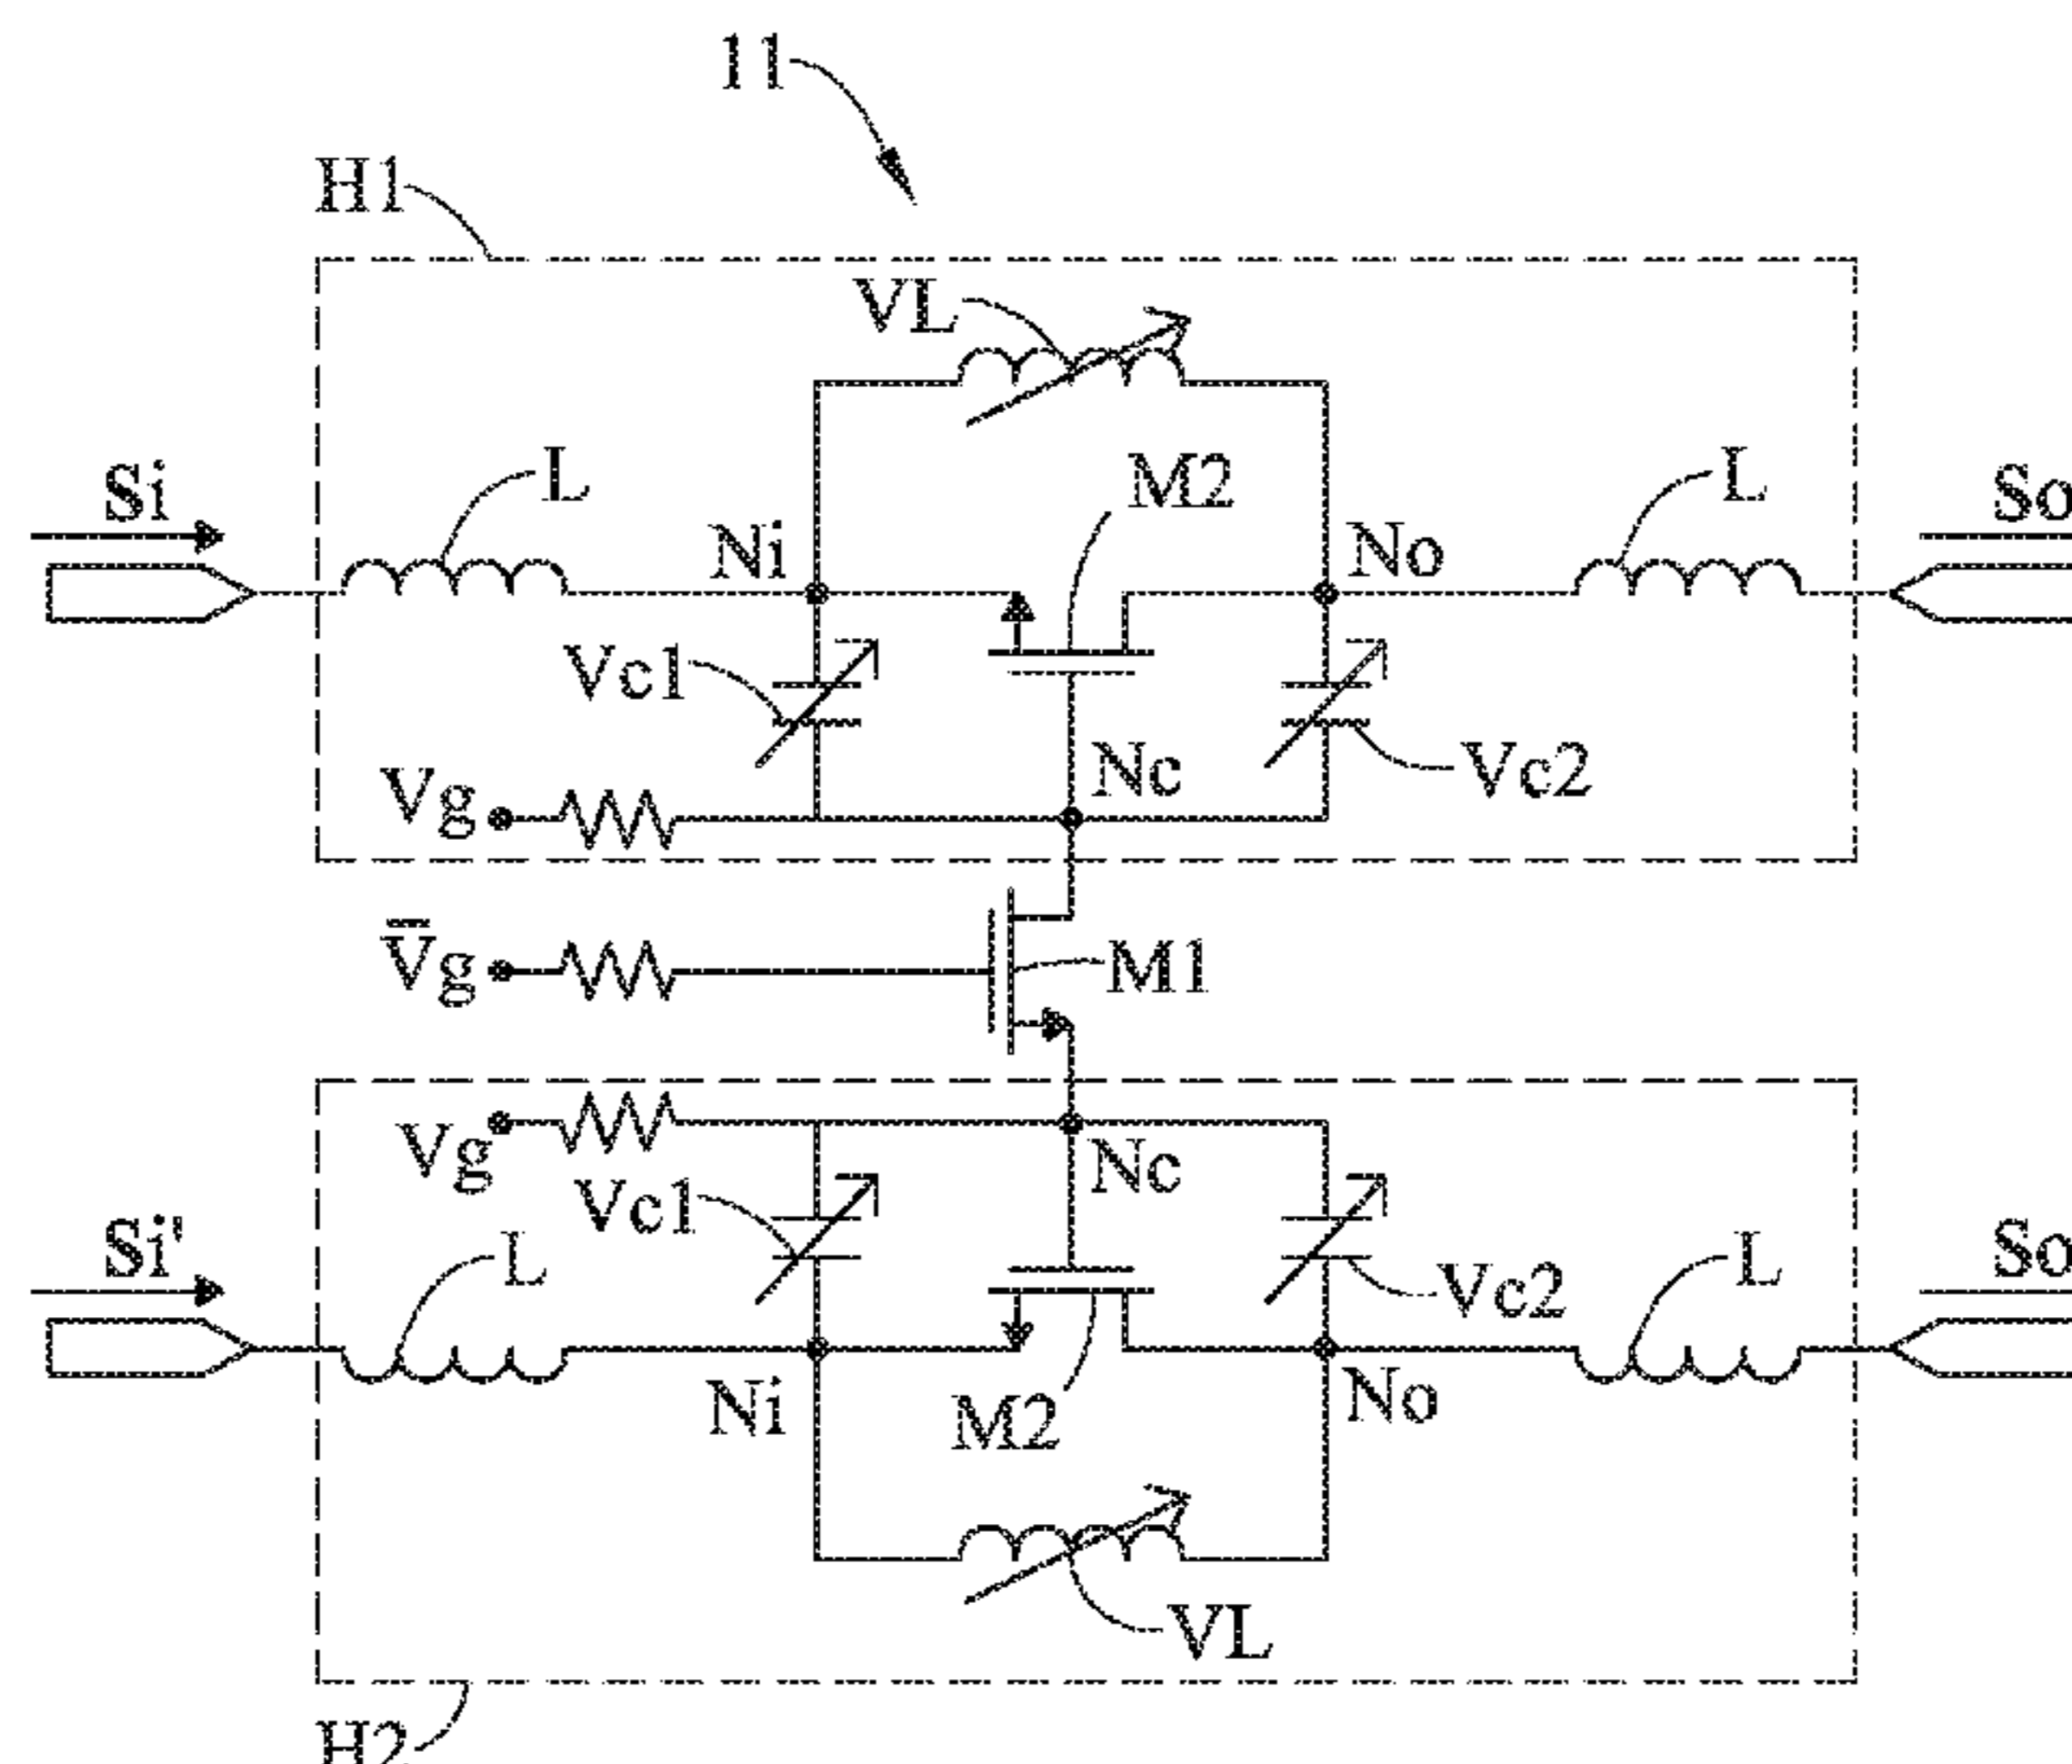 11
H1
VL
Si
L
M2
L
So
Ni
No
Vc1
Nc
Vc2
Vg
V̅g
M1
Vg
Nc
Vc1
Si'
L
Vc2
L
So
Ni
M2
No
VL
H2